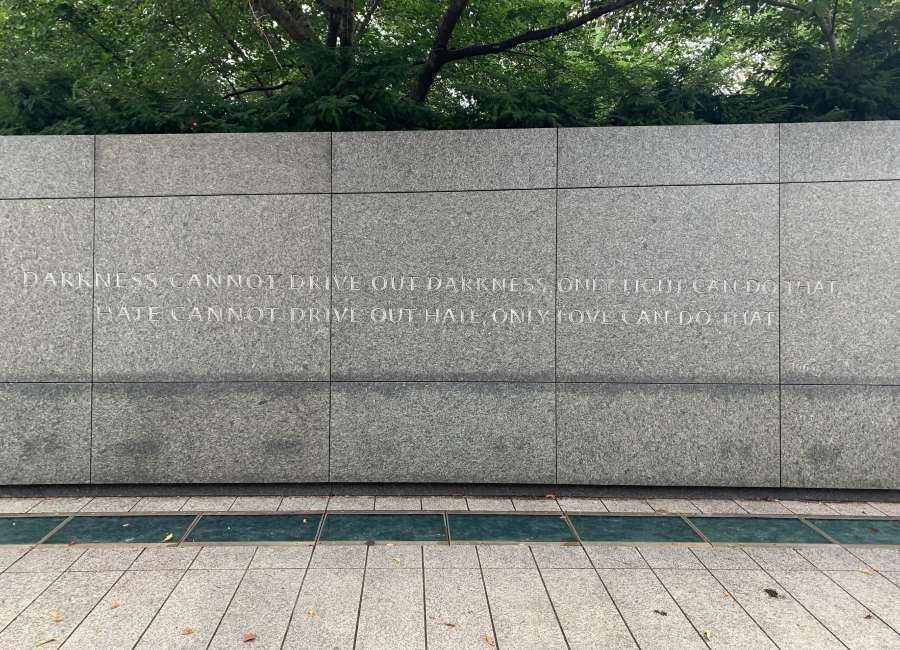 DARKNESS CANNOT DRIVE OUT DARKNESS, ONLY LIGHT CAN DO THAT.
HATE CANNOT DRIVE OUT HATE, ONLY LOVE CAN DO THAT.